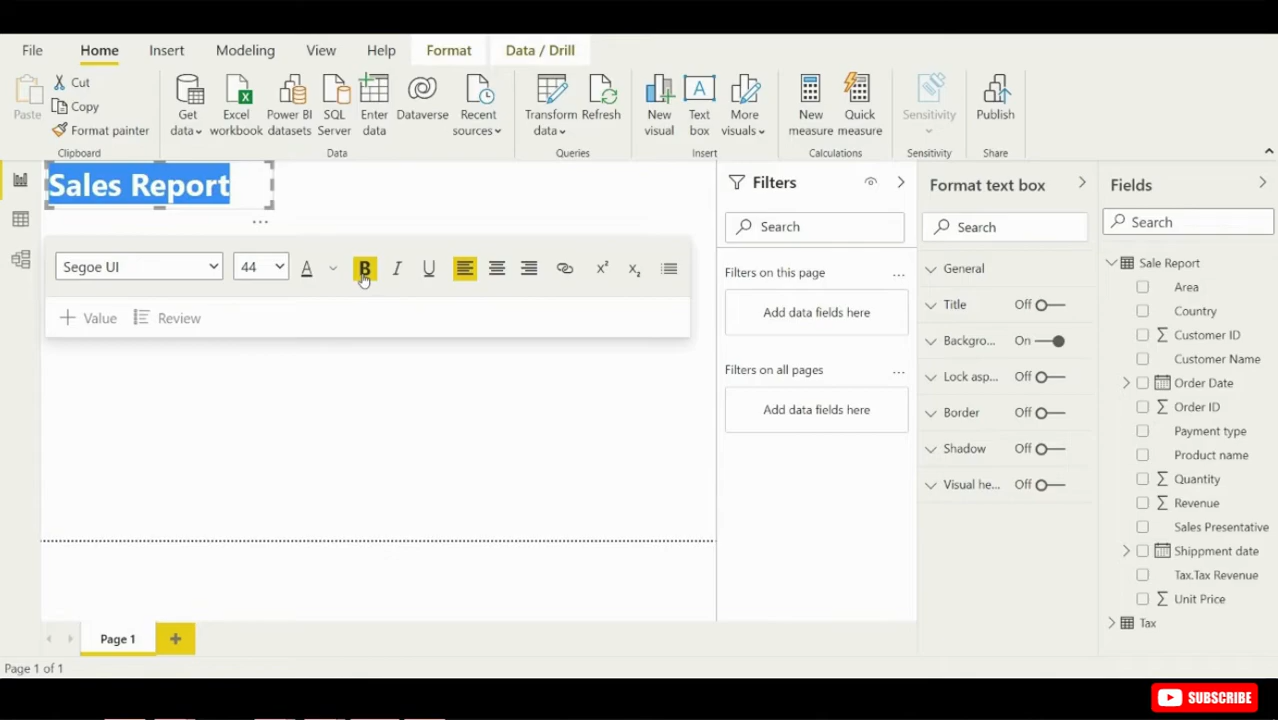 File Home Insert Modeling View Help Format Data / Drill
Paste Cut Copy Format painter
Get data Excel workbook Power BI datasets SQL Server Enter data Dataverse Recent sources
Transform data Refresh
New visual A Text box More visuals
New measure Quick measure
Sensitivity
Publish
Clipboard Data Queries Insert Calculations Sensitivity Share
Sales Report
...
Segoe UI 44 A B I U X² X₂
+ Value Review
Filters
Search
Filters on this page ...
Add data fields here
Filters on all pages ...
Add data fields here
Format text box
Search
General
Title Off
Backgro... On
Lock asp... Off
Border Off
Shadow Off
Visual he... Off
Fields
Search
Sale Report
Area
Country
Σ Customer ID
Customer Name
Order Date
Σ Order ID
Payment type
Product name
Σ Quantity
Σ Revenue
Sales Presentative
Shippment date
Tax.Tax Revenue
Σ Unit Price
Tax
Page 1 +
Page 1 of 1
SUBSCRIBE